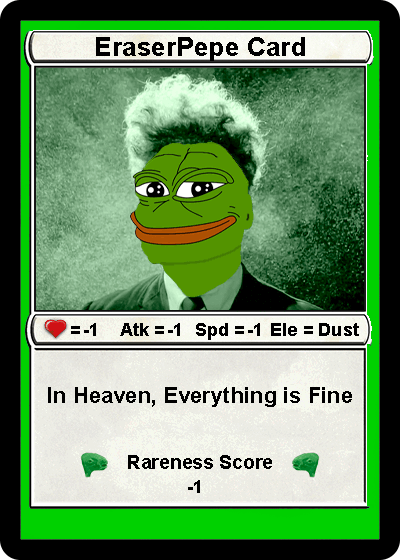 EraserPepe Card
= -1 Atk = -1 Spd = -1 Ele = Dust
In Heaven, Everything is Fine
Rareness Score
-1